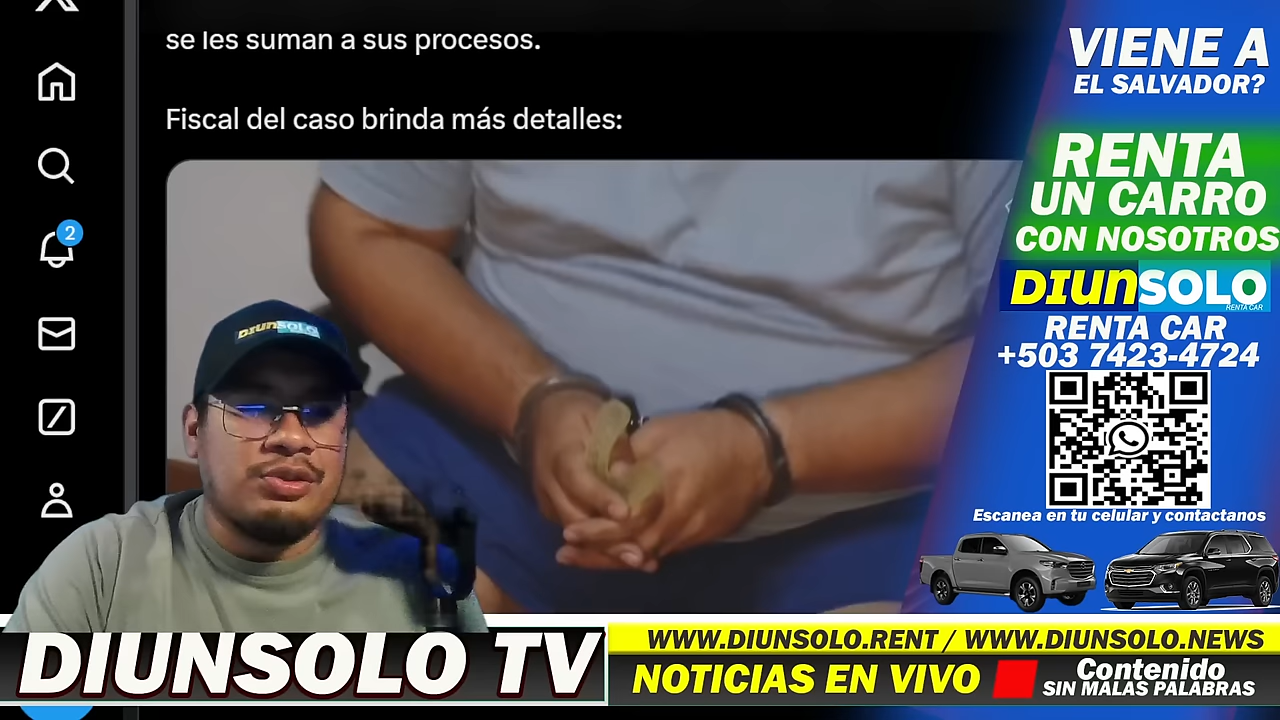 se les suman a sus procesos.
Fiscal del caso brinda más detalles:
2
DIUNSOLO
VIENE A
EL SALVADOR?
RENTA
UN CARRO
CON NOSOTROS
DIUNSOLO
RENTA CAR
RENTA CAR
+503 7423-4724
Escanea en tu celular y contactanos
DIUNSOLO TV
WWW.DIUNSOLO.RENT / WWW.DIUNSOLO.NEWS
NOTICIAS EN VIVO
Contenido
SIN MALAS PALABRAS